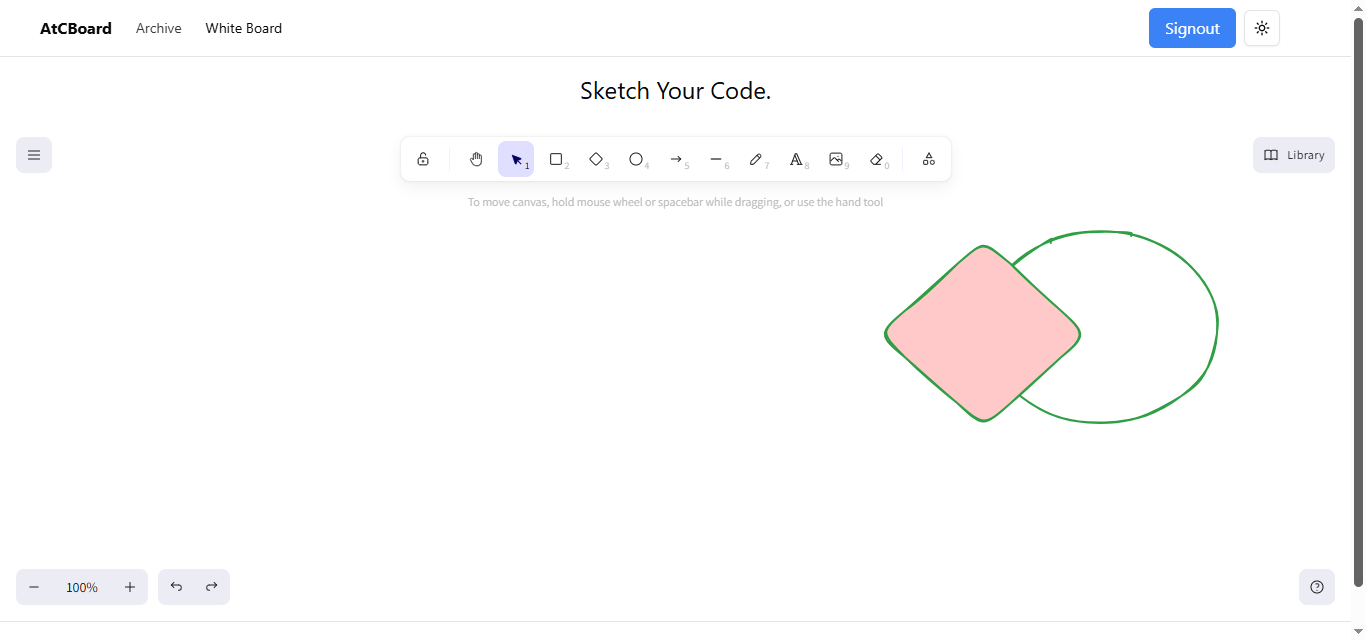 AtCBoard Archive White Board Signout
Sketch Your Code.
1 2 3 4 5 6 7 8 9 0
Library
To move canvas, hold mouse wheel or spacebar while dragging, or use the hand tool
100%